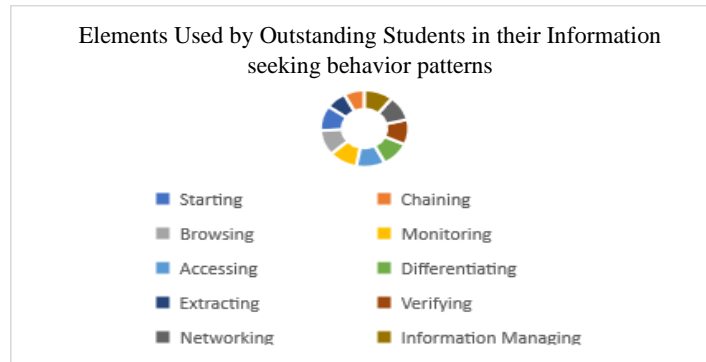 Elements Used by Outstanding Students in their Information
seeking behavior patterns
Starting
Chaining
Browsing
Monitoring
Accessing
Differentiating
Extracting
Verifying
Networking
Information Managing